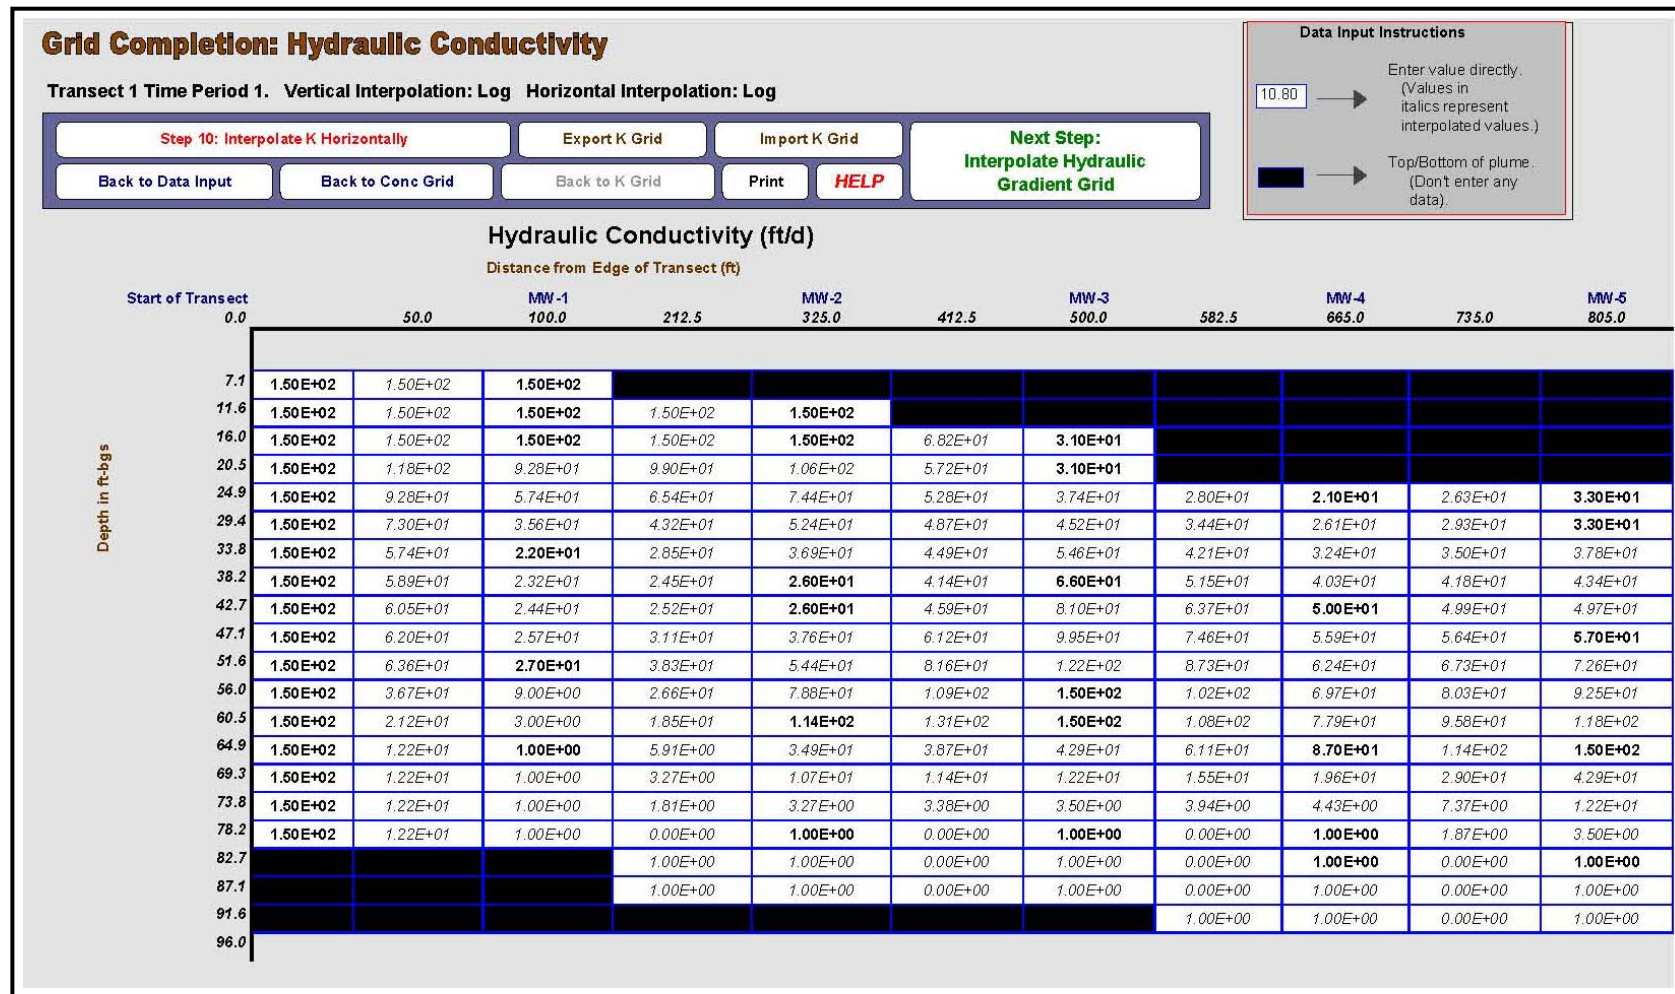 Grid Completion: Hydraulic Conductivity
Transect 1 Time Period 1. Vertical Interpolation: Log Horizontal Interpolation: Log
Step 10: Interpolate K Horizontally
Export K Grid
Import K Grid
Next Step:
Interpolate Hydraulic
Gradient Grid
Back to Data Input
Back to Conc Grid
Back to K Grid
Print
HELP
Data Input Instructions
10.80
Enter value directly.
(Values in
italics represent
interpolated values.)
Top/Bottom of plume.
(Don't enter any
data).
Hydraulic Conductivity (ft/d)
Distance from Edge of Transect (ft)
Start of Transect MW-1 MW-2 MW-3 MW-4 MW-5
0.0 50.0 100.0 212.5 325.0 412.5 500.0 582.5 665.0 735.0 805.0
Depth in ft-bgs
7.1 1.50E+02 1.50E+02 1.50E+02
11.6 1.50E+02 1.50E+02 1.50E+02 1.50E+02 1.50E+02
16.0 1.50E+02 1.50E+02 1.50E+02 1.50E+02 1.50E+02 6.82E+01 3.10E+01
20.5 1.50E+02 1.18E+02 9.28E+01 9.90E+01 1.06E+02 5.72E+01 3.10E+01
24.9 1.50E+02 9.28E+01 5.74E+01 6.54E+01 7.44E+01 5.28E+01 3.74E+01 2.80E+01 2.10E+01 2.63E+01 3.30E+01
29.4 1.50E+02 7.30E+01 3.56E+01 4.32E+01 5.24E+01 4.87E+01 4.52E+01 3.44E+01 2.61E+01 2.93E+01 3.30E+01
33.8 1.50E+02 5.74E+01 2.20E+01 2.85E+01 3.69E+01 4.49E+01 5.46E+01 4.21E+01 3.24E+01 3.50E+01 3.78E+01
38.2 1.50E+02 5.89E+01 2.32E+01 2.45E+01 2.60E+01 4.14E+01 6.60E+01 5.15E+01 4.03E+01 4.18E+01 4.34E+01
42.7 1.50E+02 6.05E+01 2.44E+01 2.52E+01 2.60E+01 4.59E+01 8.10E+01 6.37E+01 5.00E+01 4.99E+01 4.97E+01
47.1 1.50E+02 6.20E+01 2.57E+01 3.11E+01 3.76E+01 6.12E+01 9.95E+01 7.46E+01 5.59E+01 5.64E+01 5.70E+01
51.6 1.50E+02 6.36E+01 2.70E+01 3.83E+01 5.44E+01 8.16E+01 1.22E+02 8.73E+01 6.24E+01 6.73E+01 7.26E+01
56.0 1.50E+02 3.67E+01 9.00E+00 2.66E+01 7.88E+01 1.09E+02 1.50E+02 1.02E+02 6.97E+01 8.03E+01 9.25E+01
60.5 1.50E+02 2.12E+01 3.00E+00 1.85E+01 1.14E+02 1.31E+02 1.50E+02 1.08E+02 7.79E+01 9.58E+01 1.18E+02
64.9 1.50E+02 1.22E+01 1.00E+00 5.91E+00 3.49E+01 3.87E+01 4.29E+01 6.11E+01 8.70E+01 1.14E+02 1.50E+02
69.3 1.50E+02 1.22E+01 1.00E+00 3.27E+00 1.07E+01 1.14E+01 1.22E+01 1.55E+01 1.96E+01 2.90E+01 4.29E+01
73.8 1.50E+02 1.22E+01 1.00E+00 1.81E+00 3.27E+00 3.38E+00 3.50E+00 3.94E+00 4.43E+00 7.37E+00 1.22E+01
78.2 1.50E+02 1.22E+01 1.00E+00 0.00E+00 1.00E+00 0.00E+00 1.00E+00 0.00E+00 1.00E+00 1.87E+00 3.50E+00
82.7 1.00E+00 1.00E+00 0.00E+00 1.00E+00 0.00E+00 1.00E+00 0.00E+00 1.00E+00
87.1 1.00E+00 1.00E+00 0.00E+00 1.00E+00 0.00E+00 1.00E+00 0.00E+00 1.00E+00
91.6 1.00E+00 1.00E+00 0.00E+00 1.00E+00
96.0